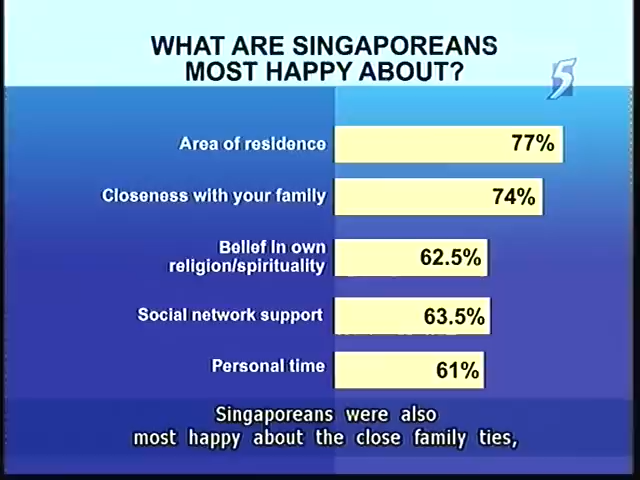 WHAT ARE SINGAPOREANS
MOST HAPPY ABOUT?
5
Area of residence 77%
Closeness with your family 74%
Belief in own
religion/spirituality 62.5%
Social network support 63.5%
Personal time 61%
Singaporeans were also
most happy about the close family ties,